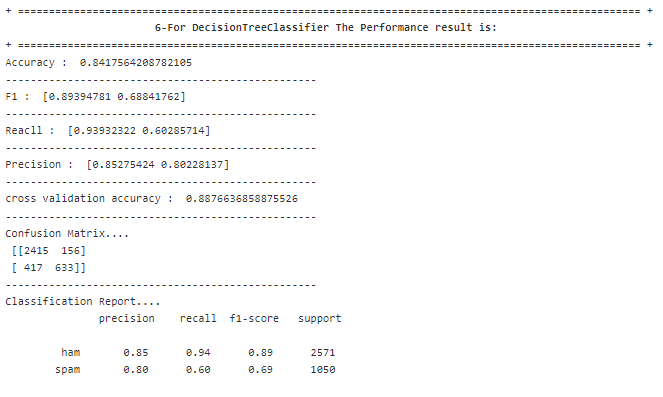 + ==================================================================================================== +
6-For DecisionTreeClassifier The Performance result is:
+ ==================================================================================================== +
Accuracy :  0.8417564208782105
--------------------------------------------------
F1 :  [0.89394781 0.68841762]
--------------------------------------------------
Reacll :  [0.93932322 0.60285714]
--------------------------------------------------
Precision :  [0.85275424 0.80228137]
--------------------------------------------------
cross validation accuracy :  0.8876636858875526
--------------------------------------------------
Confusion Matrix....
[[2415  156]
[ 417  633]]
--------------------------------------------------
Classification Report....
precision    recall  f1-score   support
ham       0.85      0.94      0.89      2571
spam       0.80      0.60      0.69      1050